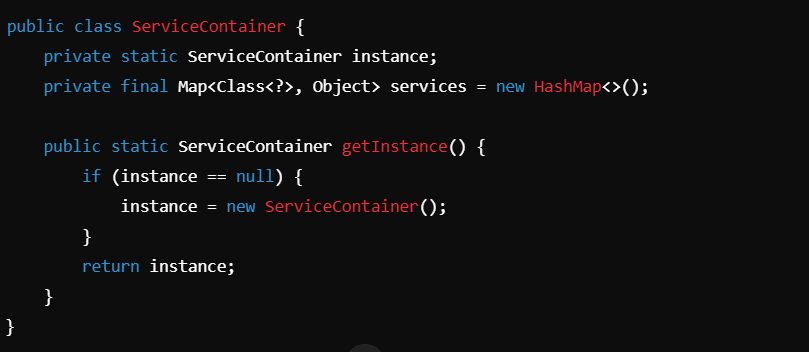 public class ServiceContainer {
    private static ServiceContainer instance;
    private final Map<Class<?>, Object> services = new HashMap<>();

    public static ServiceContainer getInstance() {
        if (instance == null) {
            instance = new ServiceContainer();
        }
        return instance;
    }
}